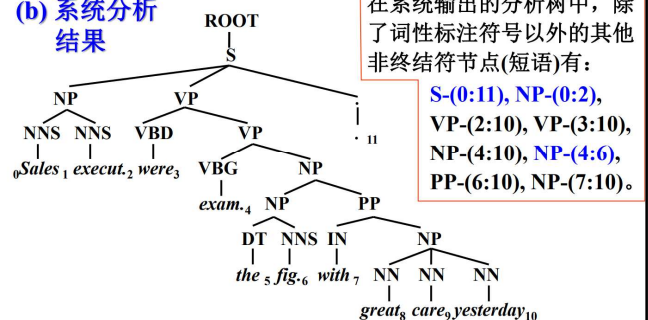 (b) 系统分析
结果
在系统输出的分析树中，除
了词性标注符号以外的其他
非终结符节点(短语)有：
S-(0:11), NP-(0:2),
VP-(2:10), VP-(3:10),
NP-(4:10), NP-(4:6),
PP-(6:10), NP-(7:10)。
ROOT
S
NP VP .
NNS NNS VBD VP . 11
0Sales 1 execut.2 were3 VBG NP
exam.4 NP PP
DT NNS IN NP
the 5 fig.6 with 7 NN NN NN
great8 care9 yesterday10